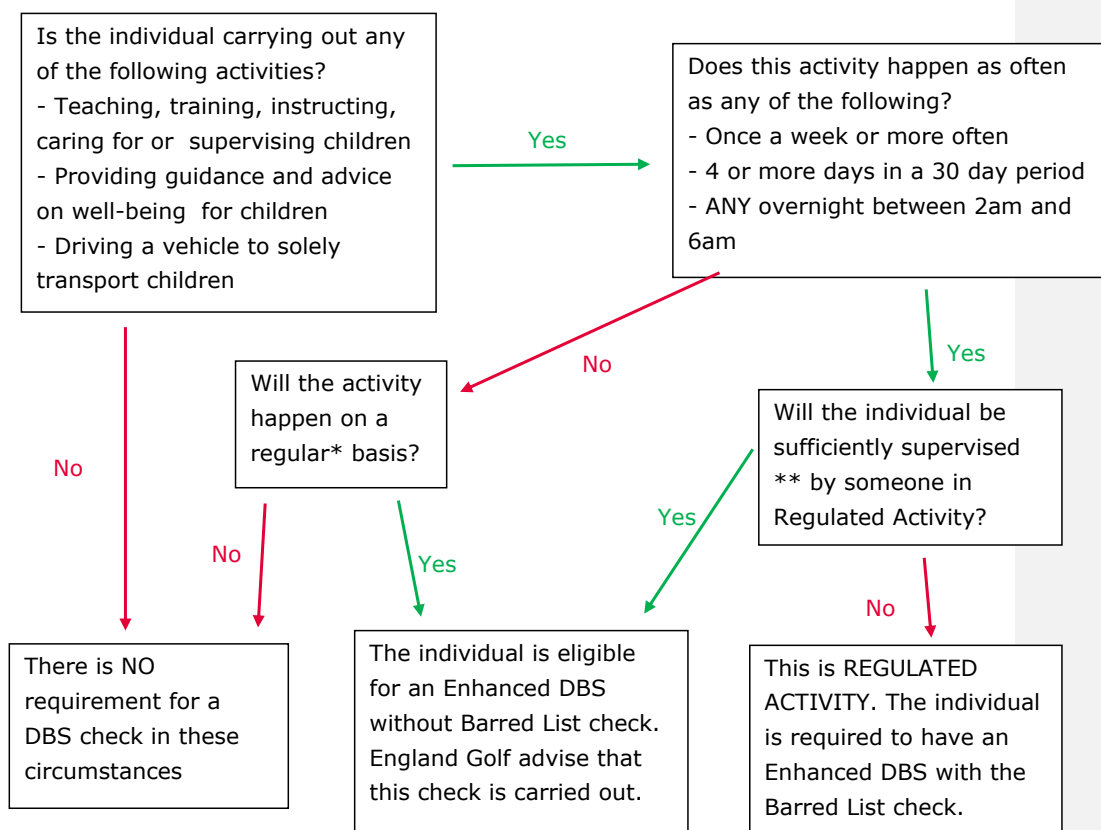 Is the individual carrying out any
of the following activities?
- Teaching, training, instructing,
caring for or  supervising children
- Providing guidance and advice
on well-being  for children
- Driving a vehicle to solely
transport children
Yes
Does this activity happen as often
as any of the following?
- Once a week or more often
- 4 or more days in a 30 day period
- ANY overnight between 2am and
6am
No
No
Yes
Will the activity
happen on a
regular* basis?
Will the individual be
sufficiently supervised
** by someone in
Regulated Activity?
No
Yes
Yes
No
There is NO
requirement for a
DBS check in these
circumstances
The individual is eligible
for an Enhanced DBS
without Barred List check.
England Golf advise that
this check is carried out.
This is REGULATED
ACTIVITY. The individual
is required to have an
Enhanced DBS with the
Barred List check.